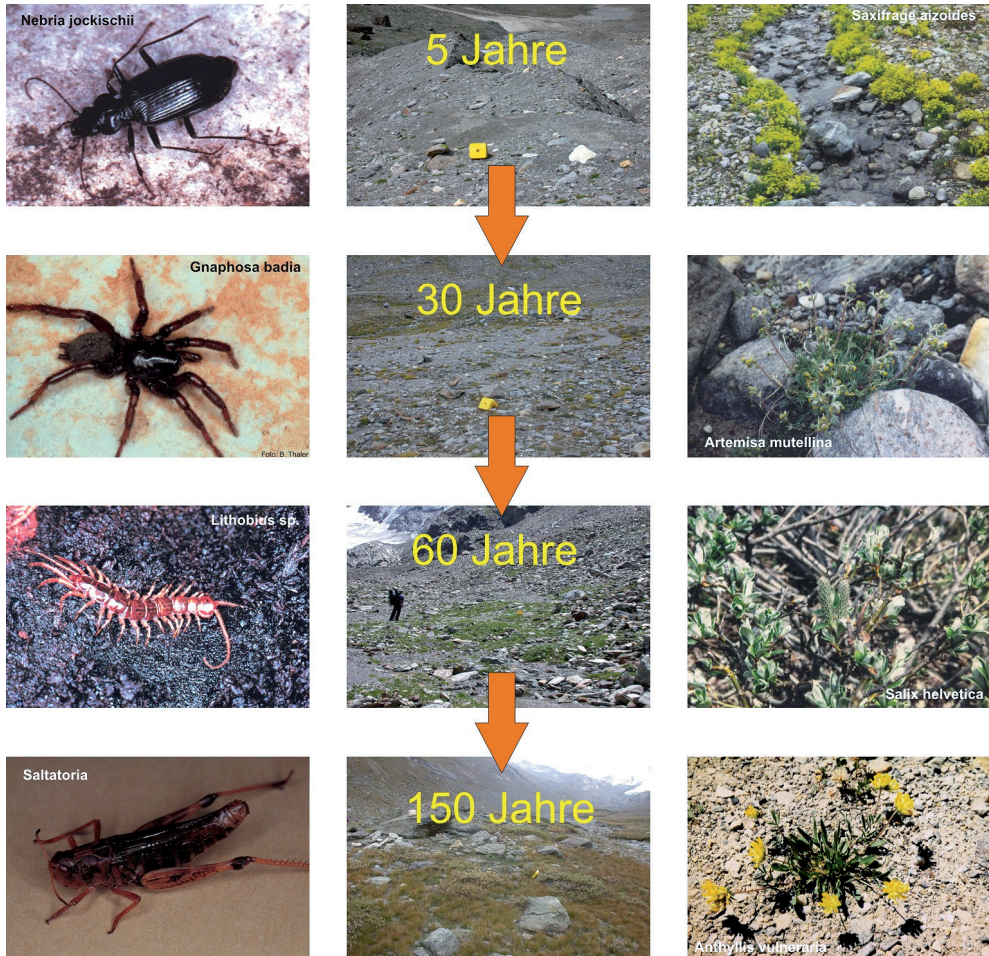 Nebria jockischii
5 Jahre
Saxifrage aizoides
Gnaphosa badia
30 Jahre
Foto: B. Thaler
Artemisa mutellina
Lithobius sp.
60 Jahre
Salix helvetica
Saltatoria
150 Jahre
Anthyllis vulneraria